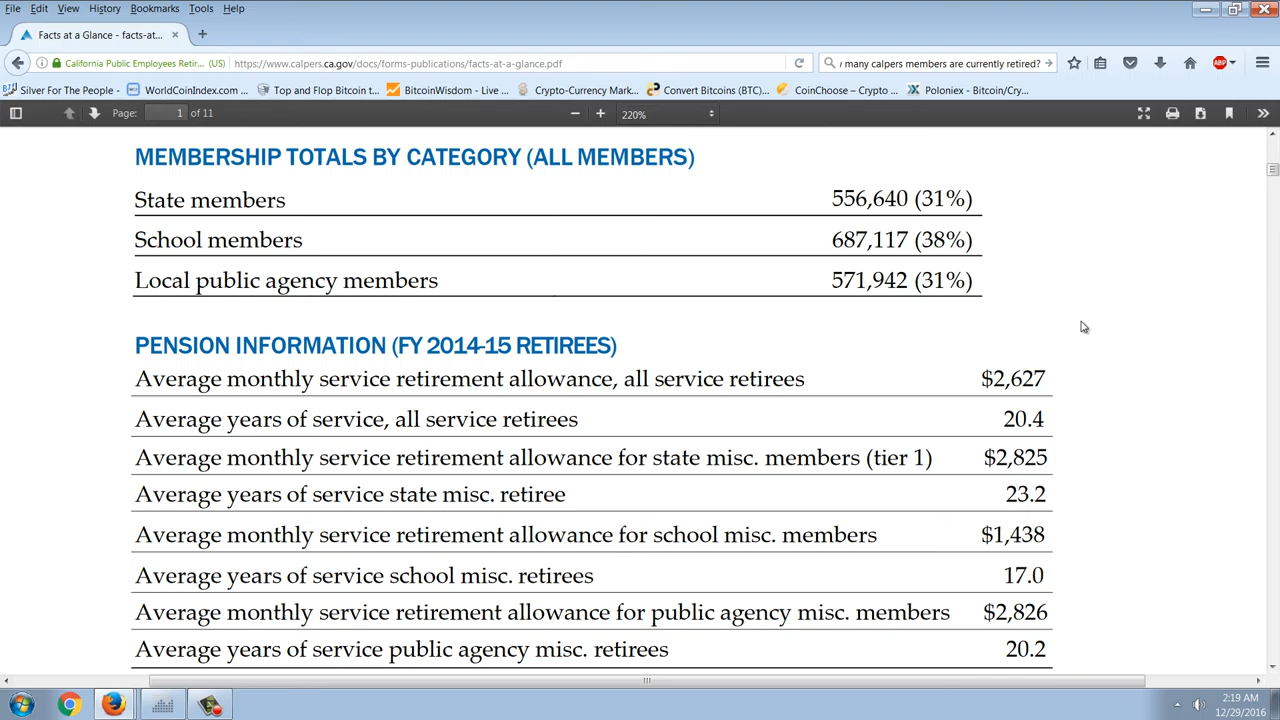 File Edit View History Bookmarks Tools Help
Facts at a Glance - facts-at... × +
California Public Employees Retir... (US) https://www.calpers.ca.gov/docs/forms-publications/facts-at-a-glance.pdf many calpers members are currently retired? ABP
Silver For The People - ... WorldCoinIndex.com ... Top and Flop Bitcoin t... BitcoinWisdom - Live ... Crypto-Currency Mark... Convert Bitcoins (BTC)... CoinChoose – Crypto ... Poloniex - Bitcoin/Cry...
Page: 1 of 11 220%
MEMBERSHIP TOTALS BY CATEGORY (ALL MEMBERS)
State members 556,640 (31%)
School members 687,117 (38%)
Local public agency members 571,942 (31%)
PENSION INFORMATION (FY 2014-15 RETIREES)
Average monthly service retirement allowance, all service retirees $2,627
Average years of service, all service retirees 20.4
Average monthly service retirement allowance for state misc. members (tier 1) $2,825
Average years of service state misc. retiree 23.2
Average monthly service retirement allowance for school misc. members $1,438
Average years of service school misc. retirees 17.0
Average monthly service retirement allowance for public agency misc. members $2,826
Average years of service public agency misc. retirees 20.2
2:19 AM
12/29/2016